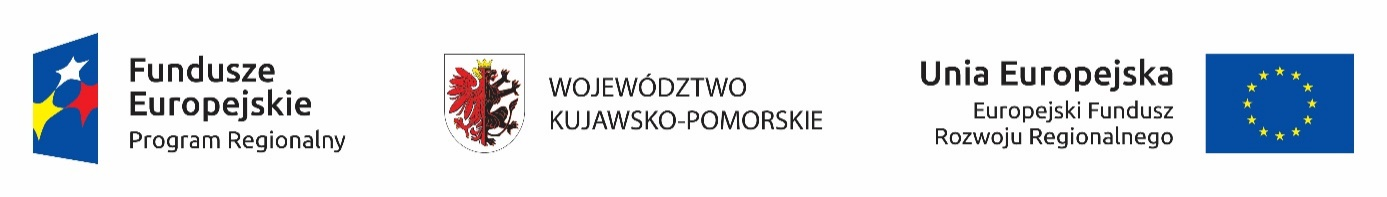 Fundusze
Europejskie
Program Regionalny
WOJEWÓDZTWO
KUJAWSKO-POMORSKIE
Unia Europejska
Europejski Fundusz
Rozwoju Regionalnego